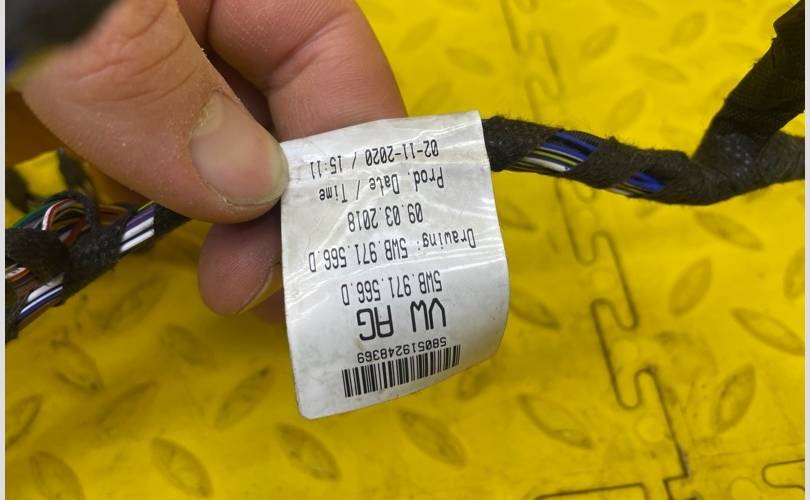 580519248369
VW AG
5WB.971.566.D
Drawing: 5WB.971.566.D
09.03.2018
Prod. Date / Time
02-11-2020 / 15:11